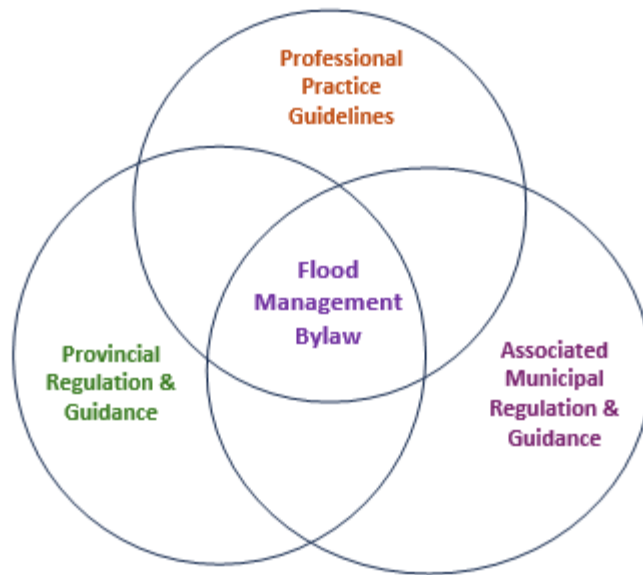 Professional
Practice
Guidelines
Flood
Management
Bylaw
Provincial
Regulation &
Guidance
Associated
Municipal
Regulation &
Guidance